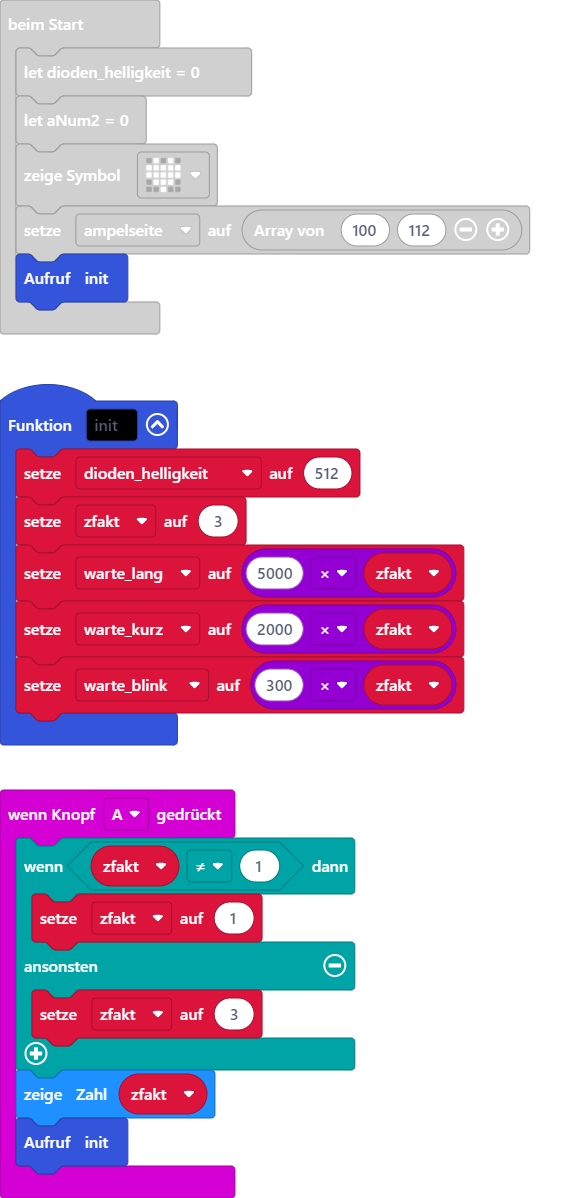 beim Start
let dioden_helligkeit = 0
let aNum2 = 0
zeige Symbol
setze ampelseite auf Array von 100 112
Aufruf init
Funktion init
setze dioden_helligkeit auf 512
setze zfakt auf 3
setze warte_lang auf 5000 × zfakt
setze warte_kurz auf 2000 × zfakt
setze warte_blink auf 300 × zfakt
wenn Knopf A gedrückt
wenn zfakt ≠ 1 dann
setze zfakt auf 1
ansonsten
setze zfakt auf 3
zeige Zahl zfakt
Aufruf init